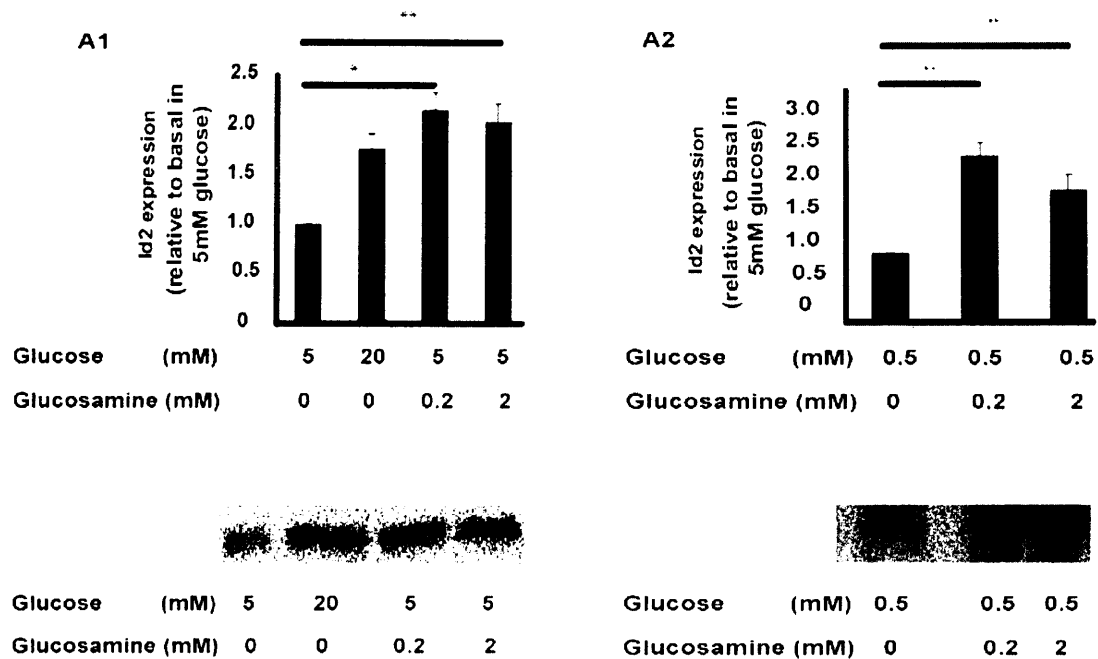 A1
**
*
Id2 expression
(relative to basal in
5mM glucose)
2.5
2.0
1.5
1.0
0.5
0
Glucose (mM) 5 20 5 5
Glucosamine (mM) 0 0 0.2 2
A2
**
**
Id2 expression
(relative to basal in
5mM glucose)
3.0
2.5
2.0
1.5
1.0
0.5
0
Glucose (mM) 0.5 0.5 0.5
Glucosamine (mM) 0 0.2 2
Glucose (mM) 5 20 5 5
Glucosamine (mM) 0 0 0.2 2
Glucose (mM) 0.5 0.5 0.5
Glucosamine (mM) 0 0.2 2